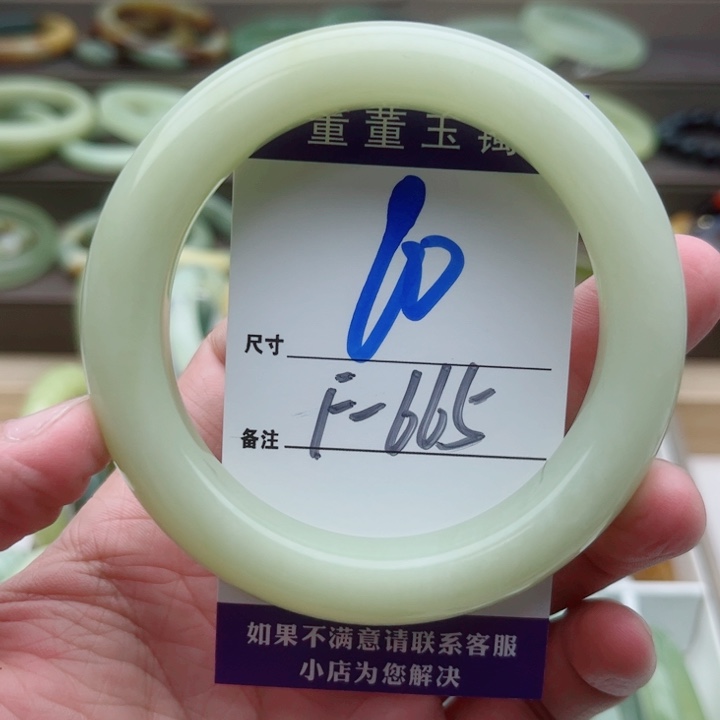 董董玉镯
60
尺寸
F-665
备注
如果不满意请联系客服
小店为您解决